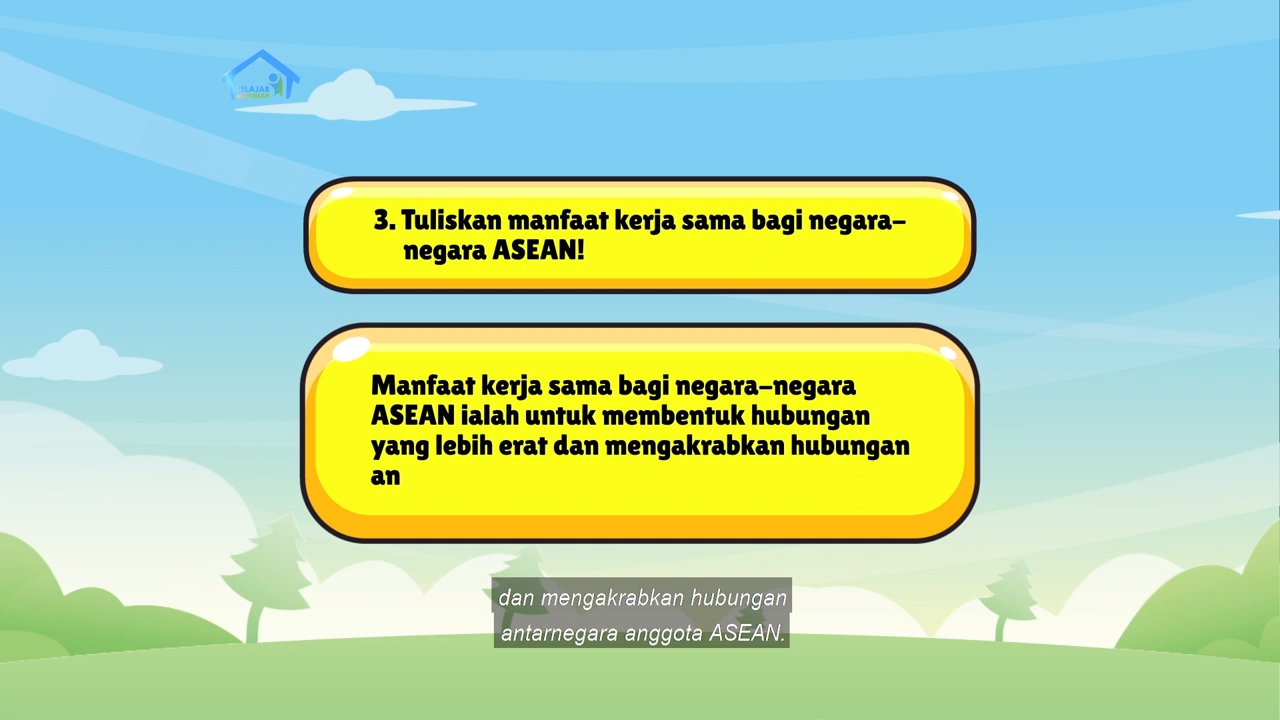 BELAJAR
3. Tuliskan manfaat kerja sama bagi negara-
negara ASEAN!
Manfaat kerja sama bagi negara-negara
ASEAN ialah untuk membentuk hubungan
yang lebih erat dan mengakrabkan hubungan
an
dan mengakrabkan hubungan
antarnegara anggota ASEAN.